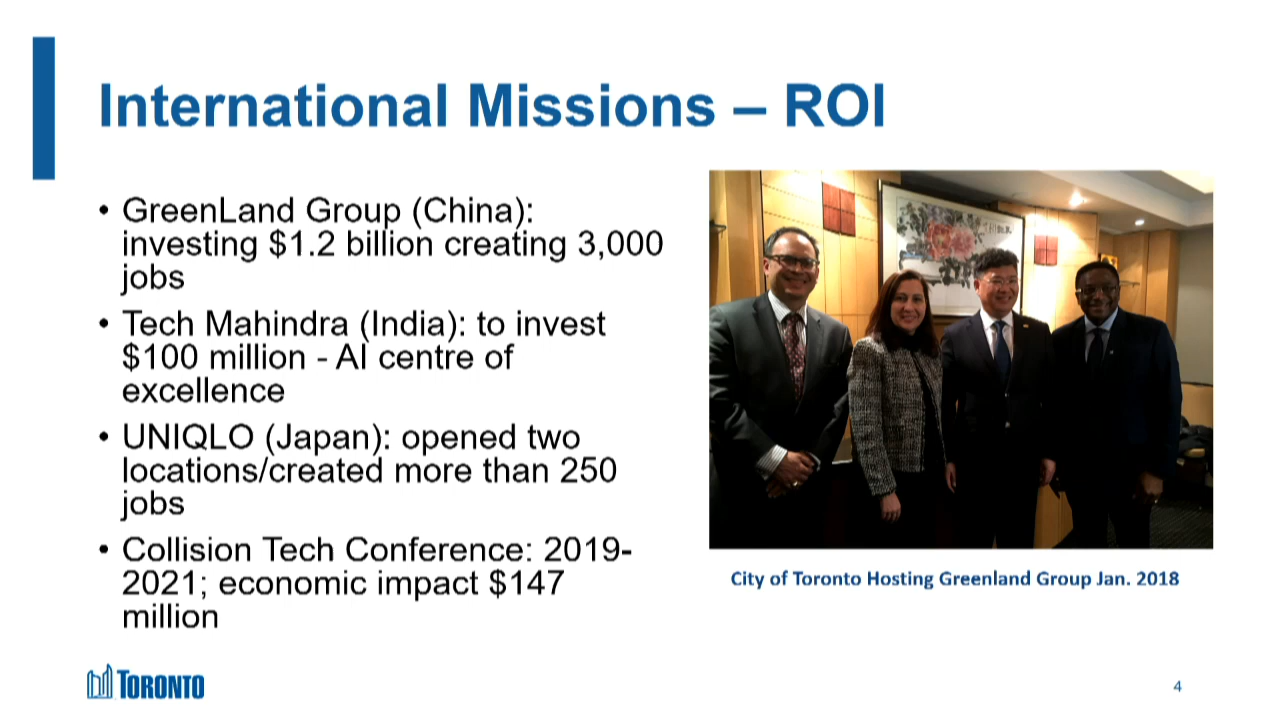 International Missions – ROI
• GreenLand Group (China):
investing $1.2 billion creating 3,000
jobs
• Tech Mahindra (India): to invest
$100 million - AI centre of
excellence
• UNIQLO (Japan): opened two
locations/created more than 250
jobs
• Collision Tech Conference: 2019-
2021; economic impact $147
million
City of Toronto Hosting Greenland Group Jan. 2018
TORONTO
4